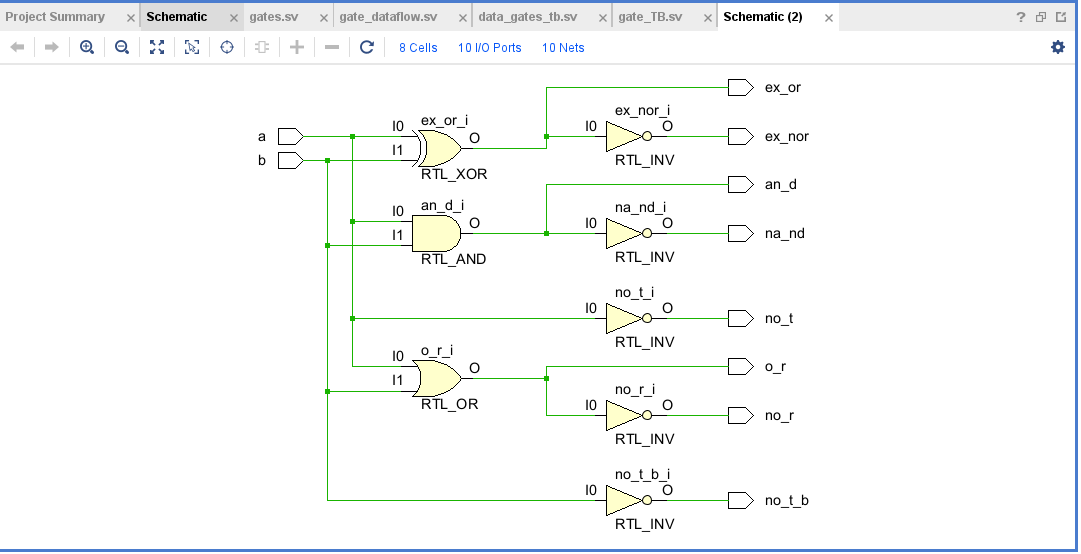 Project Summary × Schematic × gates.sv × gate_dataflow.sv × data_gates_tb.sv × gate_TB.sv × Schematic (2) × ?
8 Cells 10 I/O Ports 10 Nets
ex_or
ex_or_i ex_nor_i
a I0 O I0 O ex_nor
b I1
RTL_XOR RTL_INV
an_d
an_d_i na_nd_i
I0 O I0 O na_nd
I1
RTL_AND RTL_INV
no_t_i
I0 O no_t
RTL_INV
o_r_i
I0 O o_r
I1
RTL_OR
no_r_i
I0 O no_r
RTL_INV
no_t_b_i
I0 O no_t_b
RTL_INV